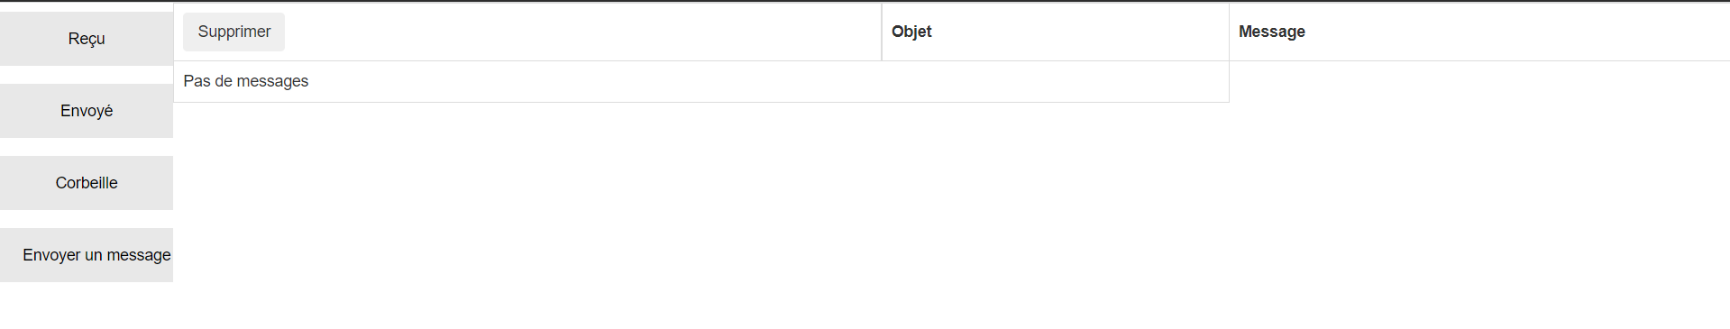 Reçu
Supprimer
Objet
Message
Pas de messages
Envoyé
Corbeille
Envoyer un message